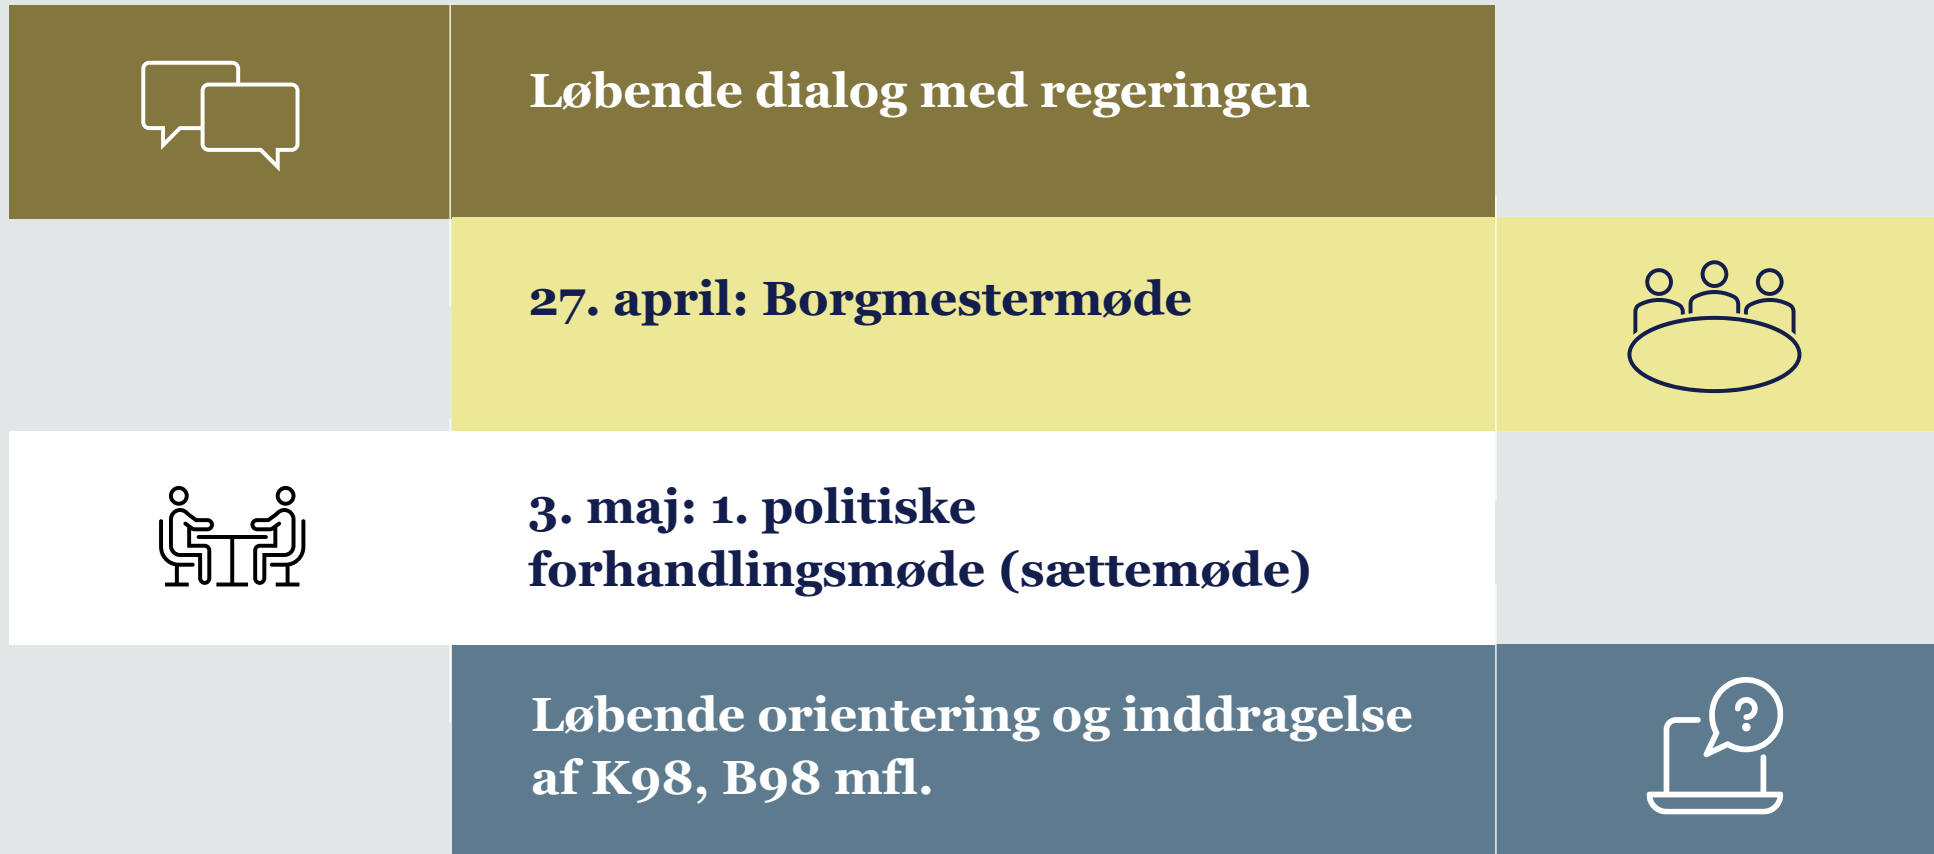 Løbende dialog med regeringen
27. april: Borgmestermøde
3. maj: 1. politiske
forhandlingsmøde (sættemøde)
Løbende orientering og inddragelse
af K98, B98 mfl.
?